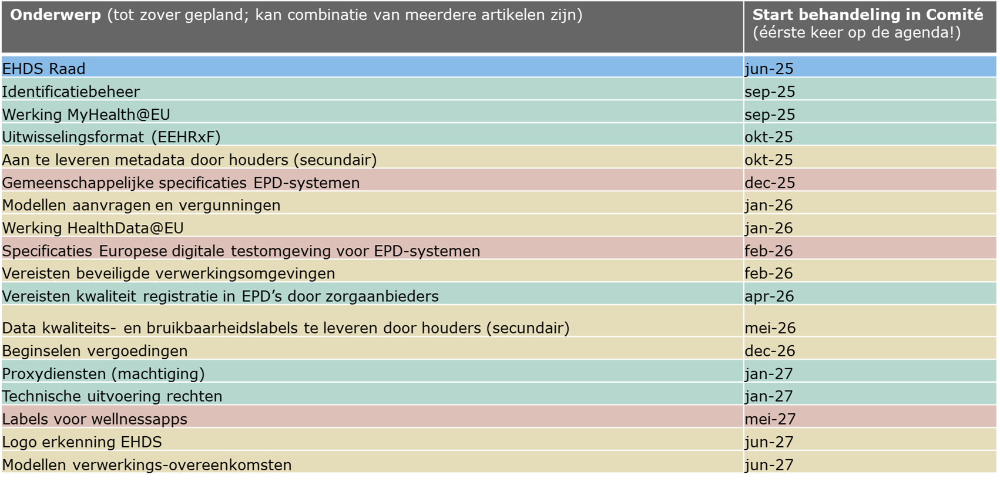 Onderwerp (tot zover gepland; kan combinatie van meerdere artikelen zijn)
Start behandeling in Comité
(éérste keer op de agenda!)
EHDS Raad jun-25
Identificatiebeheer sep-25
Werking MyHealth@EU sep-25
Uitwisselingsformat (EEHRxF) okt-25
Aan te leveren metadata door houders (secundair) okt-25
Gemeenschappelijke specificaties EPD-systemen dec-25
Modellen aanvragen en vergunningen jan-26
Werking HealthData@EU jan-26
Specificaties Europese digitale testomgeving voor EPD-systemen feb-26
Vereisten beveiligde verwerkingsomgevingen feb-26
Vereisten kwaliteit registratie in EPD’s door zorgaanbieders apr-26
Data kwaliteits- en bruikbaarheidslabels te leveren door houders (secundair) mei-26
Beginselen vergoedingen dec-26
Proxydiensten (machtiging) jan-27
Technische uitvoering rechten jan-27
Labels voor wellnessapps mei-27
Logo erkenning EHDS jun-27
Modellen verwerkings-overeenkomsten jun-27